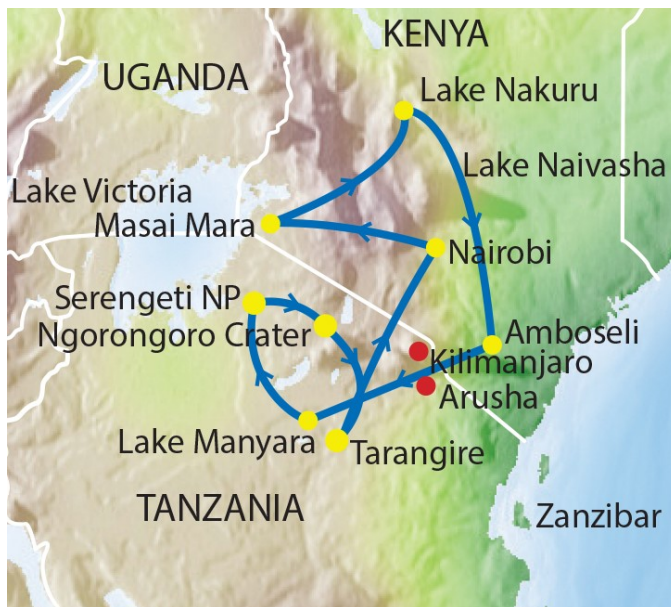 KENYA
UGANDA
Lake Nakuru
Lake Naivasha
Lake Victoria
Masai Mara
Nairobi
Serengeti NP
Ngorongoro Crater
Amboseli
Kilimanjaro
Arusha
Lake Manyara
Tarangire
TANZANIA
Zanzibar